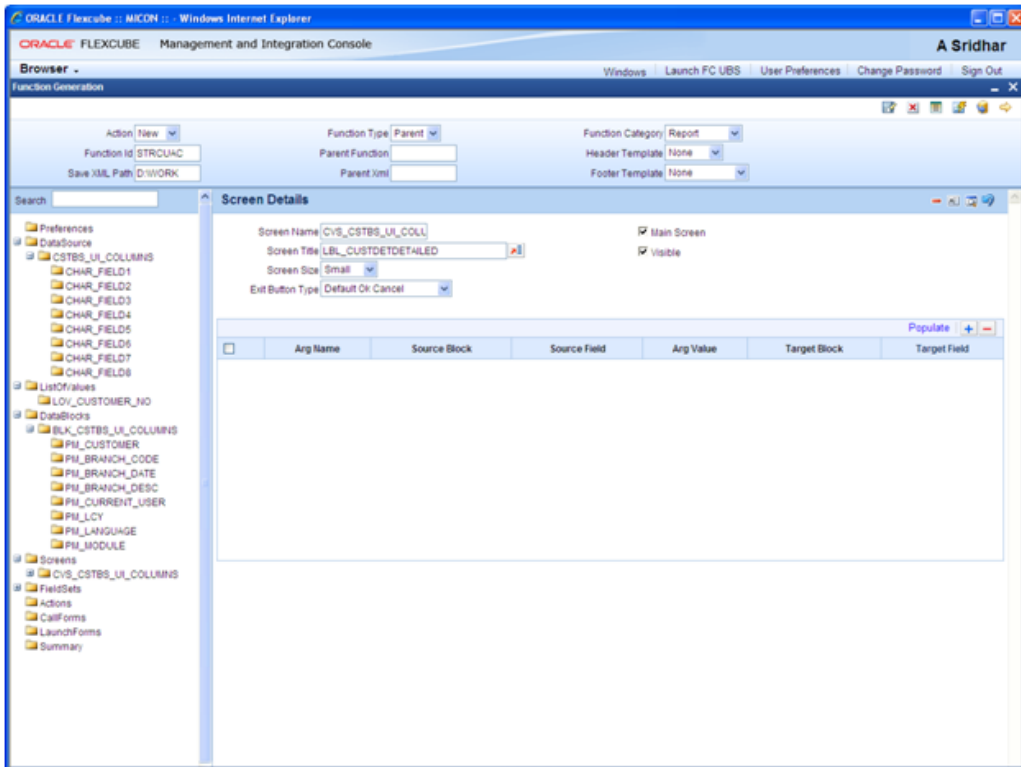 ORACLE Flexcube :: MICON :: - Windows Internet Explorer
ORACLE FLEXCUBE Management and Integration Console
A Sridhar
Browser
Windows Launch FC UBS User Preferences Change Password Sign Out
Function Generation
Action New Function Type Parent Function Category Report
Function Id STRCUAC Parent Function Header Template None
Save XML Path D:\WORK Parent Xml Footer Template None
Search
Screen Details
Preferences
DataSource
CSTBS_UI_COLUMNS
CHAR_FIELD1
CHAR_FIELD2
CHAR_FIELD3
CHAR_FIELD4
CHAR_FIELD5
CHAR_FIELD6
CHAR_FIELD7
CHAR_FIELD8
ListOfValues
LOV_CUSTOMER_NO
DataBlocks
BLK_CSTBS_UI_COLUMNS
PM_CUSTOMER
PM_BRANCH_CODE
PM_BRANCH_DATE
PM_BRANCH_DESC
PM_CURRENT_USER
PM_LCY
PM_LANGUAGE
PM_MODULE
Screens
CVS_CSTBS_UI_COLUMNS
FieldSets
Actions
CallForms
LaunchForms
Summary
Screen Name CVS_CSTBS_UI_COLU Main Screen
Screen Title LBL_CUSTDETDETAILED Visible
Screen Size Small
Exit Button Type Default Ok Cancel
Populate + −
Arg Name Source Block Source Field Arg Value Target Block Target Field